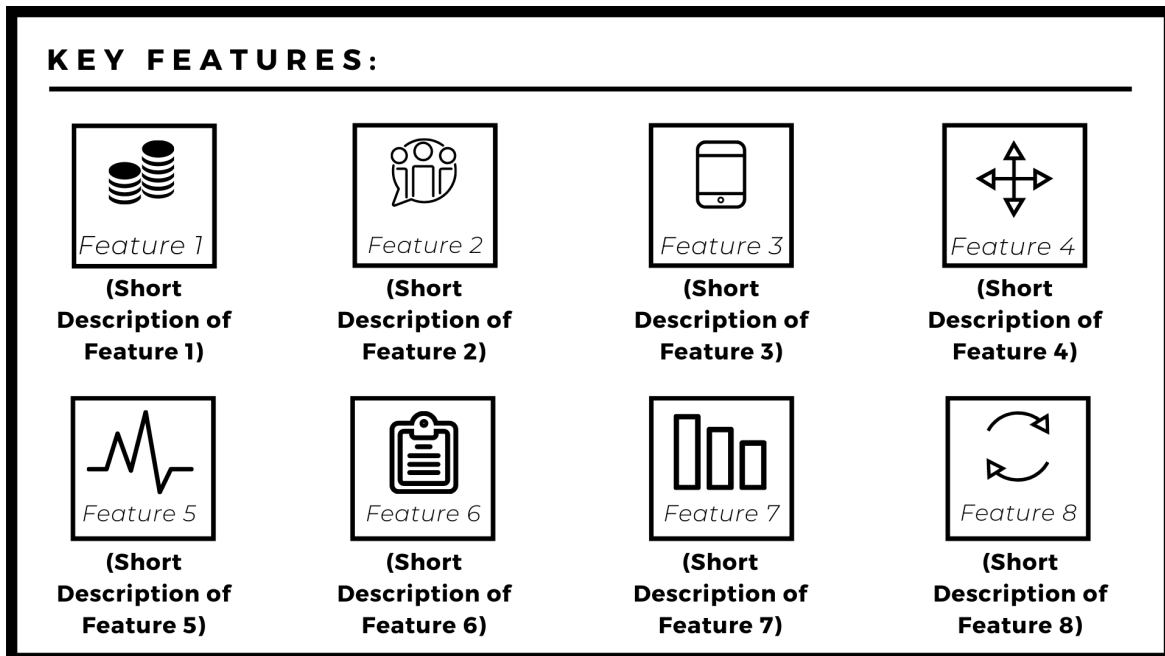 KEY FEATURES:
Feature 1
Feature 2
Feature 3
Feature 4
(Short
Description of
Feature 1)
(Short
Description of
Feature 2)
(Short
Description of
Feature 3)
(Short
Description of
Feature 4)
Feature 5
Feature 6
Feature 7
Feature 8
(Short
Description of
Feature 5)
(Short
Description of
Feature 6)
(Short
Description of
Feature 7)
(Short
Description of
Feature 8)